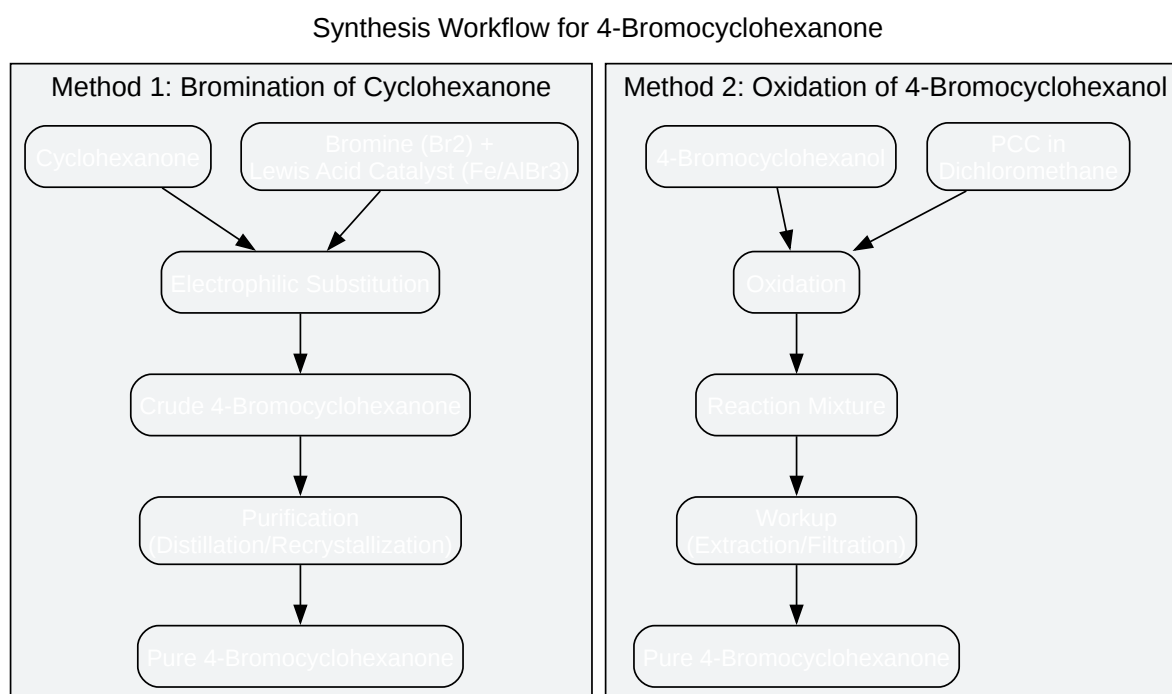 Synthesis Workflow for 4-Bromocyclohexanone
Method 1: Bromination of Cyclohexanone
Cyclohexanone
Bromine (Br2) +
Lewis Acid Catalyst (Fe/AlBr3)
Electrophilic Substitution
Crude 4-Bromocyclohexanone
Purification
(Distillation/Recrystallization)
Pure 4-Bromocyclohexanone
Method 2: Oxidation of 4-Bromocyclohexanol
4-Bromocyclohexanol
PCC in
Dichloromethane
Oxidation
Reaction Mixture
Workup
(Extraction/Filtration)
Pure 4-Bromocyclohexanone